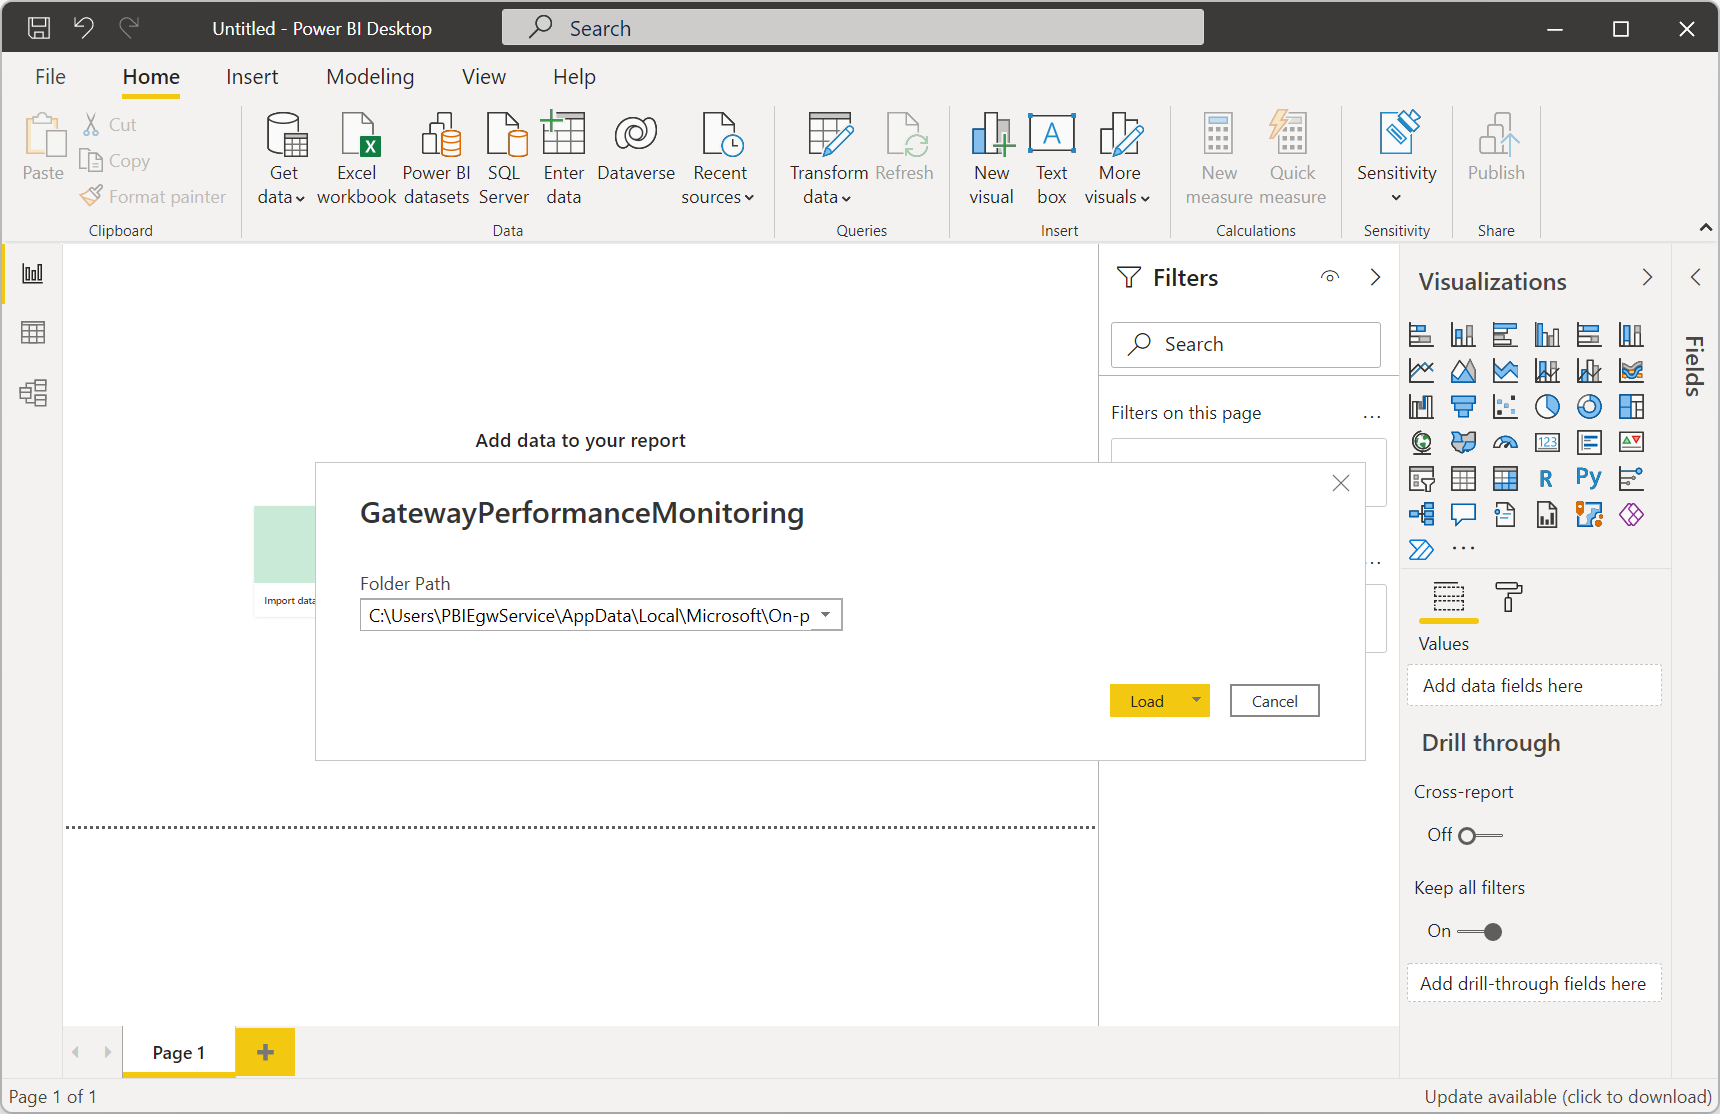 Untitled - Power BI Desktop
Search
File Home Insert Modeling View Help
Paste
Cut
Copy
Format painter
Clipboard
Get data
Excel workbook
Power BI datasets
SQL Server
Enter data
Dataverse
Recent sources
Data
Transform data
Refresh
Queries
New visual
Text box
More visuals
Insert
New measure
Quick measure
Calculations
Sensitivity
Sensitivity
Publish
Share
Add data to your report
Import data
GatewayPerformanceMonitoring
Folder Path
C:\Users\PBIEgwService\AppData\Local\Microsoft\On-p
Load
Cancel
Filters
Search
Filters on this page
...
...
Visualizations
123
R
Py
...
Values
Add data fields here
Drill through
Cross-report
Off
Keep all filters
On
Add drill-through fields here
Fields
Page 1
Page 1 of 1
Update available (click to download)